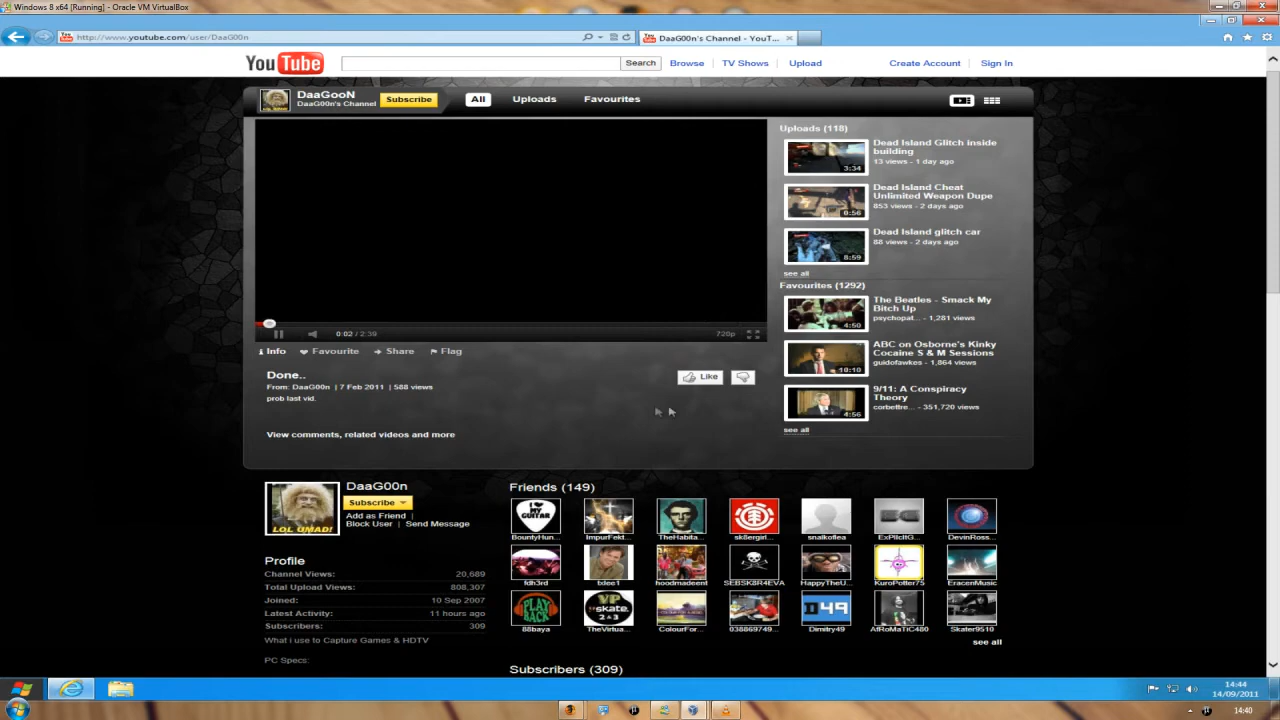 Windows 8 x64 [Running] - Oracle VM VirtualBox
http://www.youtube.com/user/DaaG00n
DaaG00n's Channel - YouT...
YouTube
Search
Browse
TV Shows
Upload
Create Account
Sign In
DaaGooN
DaaG00n's Channel
Subscribe
All
Uploads
Favourites
Uploads (118)
Dead Island Glitch inside
building
13 views - 1 day ago
3:34
Dead Island Cheat
Unlimited Weapon Dupe
853 views - 2 days ago
0:56
Dead Island glitch car
88 views - 2 days ago
8:59
see all
Favourites (1292)
The Beatles - Smack My
Bitch Up
psychopat... - 1,281 views
4:50
ABC on Osborne's Kinky
Cocaine S & M Sessions
guidofawkes - 1,864 views
10:10
9/11: A Conspiracy
Theory
corbettre... - 351,720 views
4:56
see all
0:02 / 2:39
720p
Info
Favourite
Share
Flag
Done..
From: DaaG00n | 7 Feb 2011 | 588 views
prob last vid.
Like
View comments, related videos and more
DaaG00n
Subscribe
Add as Friend |
Block User | Send Message
LOL UMAD!
Profile
Channel Views: 20,689
Total Upload Views: 808,307
Joined: 10 Sep 2007
Latest Activity: 11 hours ago
Subscribers: 309
What i use to Capture Games & HDTV
PC Specs:
Friends (149)
I MY GUITAR
BountyHun...
ImpurFekt...
TheHabita...
sk8ergirl...
snalkoflea
ExPlicItG...
DevinRoss...
fdh3rd
txlee1
hoodmadeent
SEBSK8R4EVA
HappyTheU...
KuroPotter75
EracenMusic
PLAY BACK
88baya
VP skate. 2 & 3
TheVirtua...
ColourFor...
038869749...
D49
Dimitry49
AfRoMaTiC480
Skater9510
see all
Subscribers (309)
14:44
14/09/2011
14:40